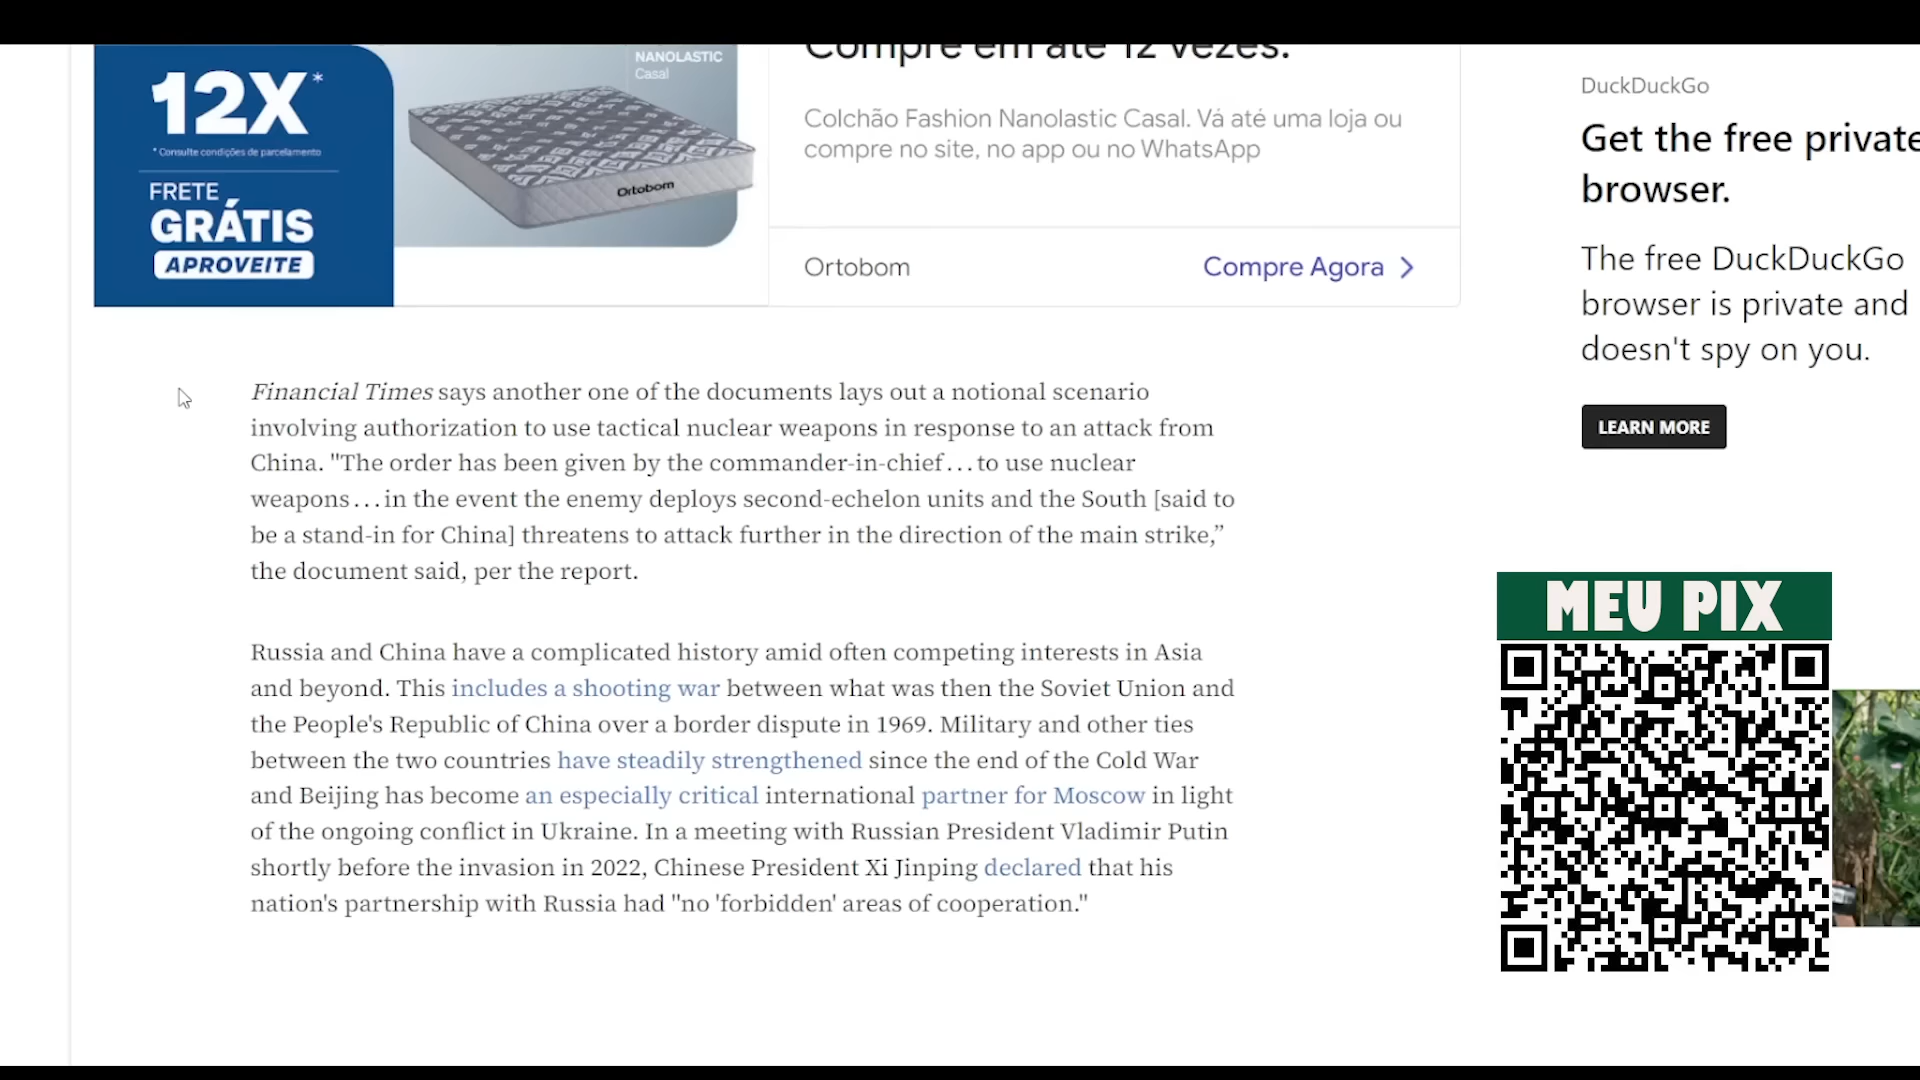 12X*
* Consulte condições de parcelamento
FRETE
GRÁTIS
APROVEITE
NANOLASTIC
Casal
Ortobom
Compre em até 12 vezes.
Colchão Fashion Nanolastic Casal. Vá até uma loja ou
compre no site, no app ou no WhatsApp
Ortobom
Compre Agora
DuckDuckGo
Get the free private
browser.
The free DuckDuckGo
browser is private and
doesn't spy on you.
LEARN MORE
Financial Times says another one of the documents lays out a notional scenario
involving authorization to use tactical nuclear weapons in response to an attack from
China. "The order has been given by the commander-in-chief…to use nuclear
weapons…in the event the enemy deploys second-echelon units and the South [said to
be a stand-in for China] threatens to attack further in the direction of the main strike,”
the document said, per the report.
Russia and China have a complicated history amid often competing interests in Asia
and beyond. This includes a shooting war between what was then the Soviet Union and
the People's Republic of China over a border dispute in 1969. Military and other ties
between the two countries have steadily strengthened since the end of the Cold War
and Beijing has become an especially critical international partner for Moscow in light
of the ongoing conflict in Ukraine. In a meeting with Russian President Vladimir Putin
shortly before the invasion in 2022, Chinese President Xi Jinping declared that his
nation's partnership with Russia had "no 'forbidden' areas of cooperation."
MEU PIX